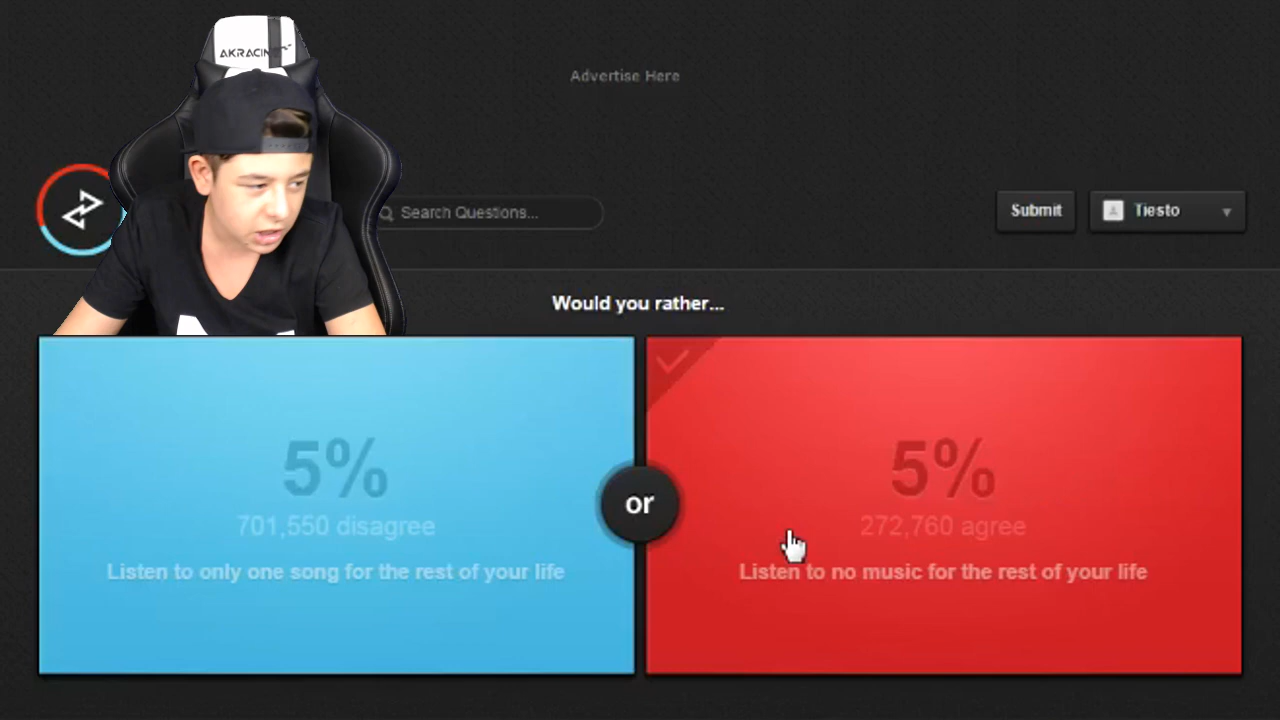 AKRACING
Advertise Here
Search Questions...
Submit
Tiesto
Would you rather...
5%
701,550 disagree
Listen to only one song for the rest of your life
or
5%
272,760 agree
Listen to no music for the rest of your life